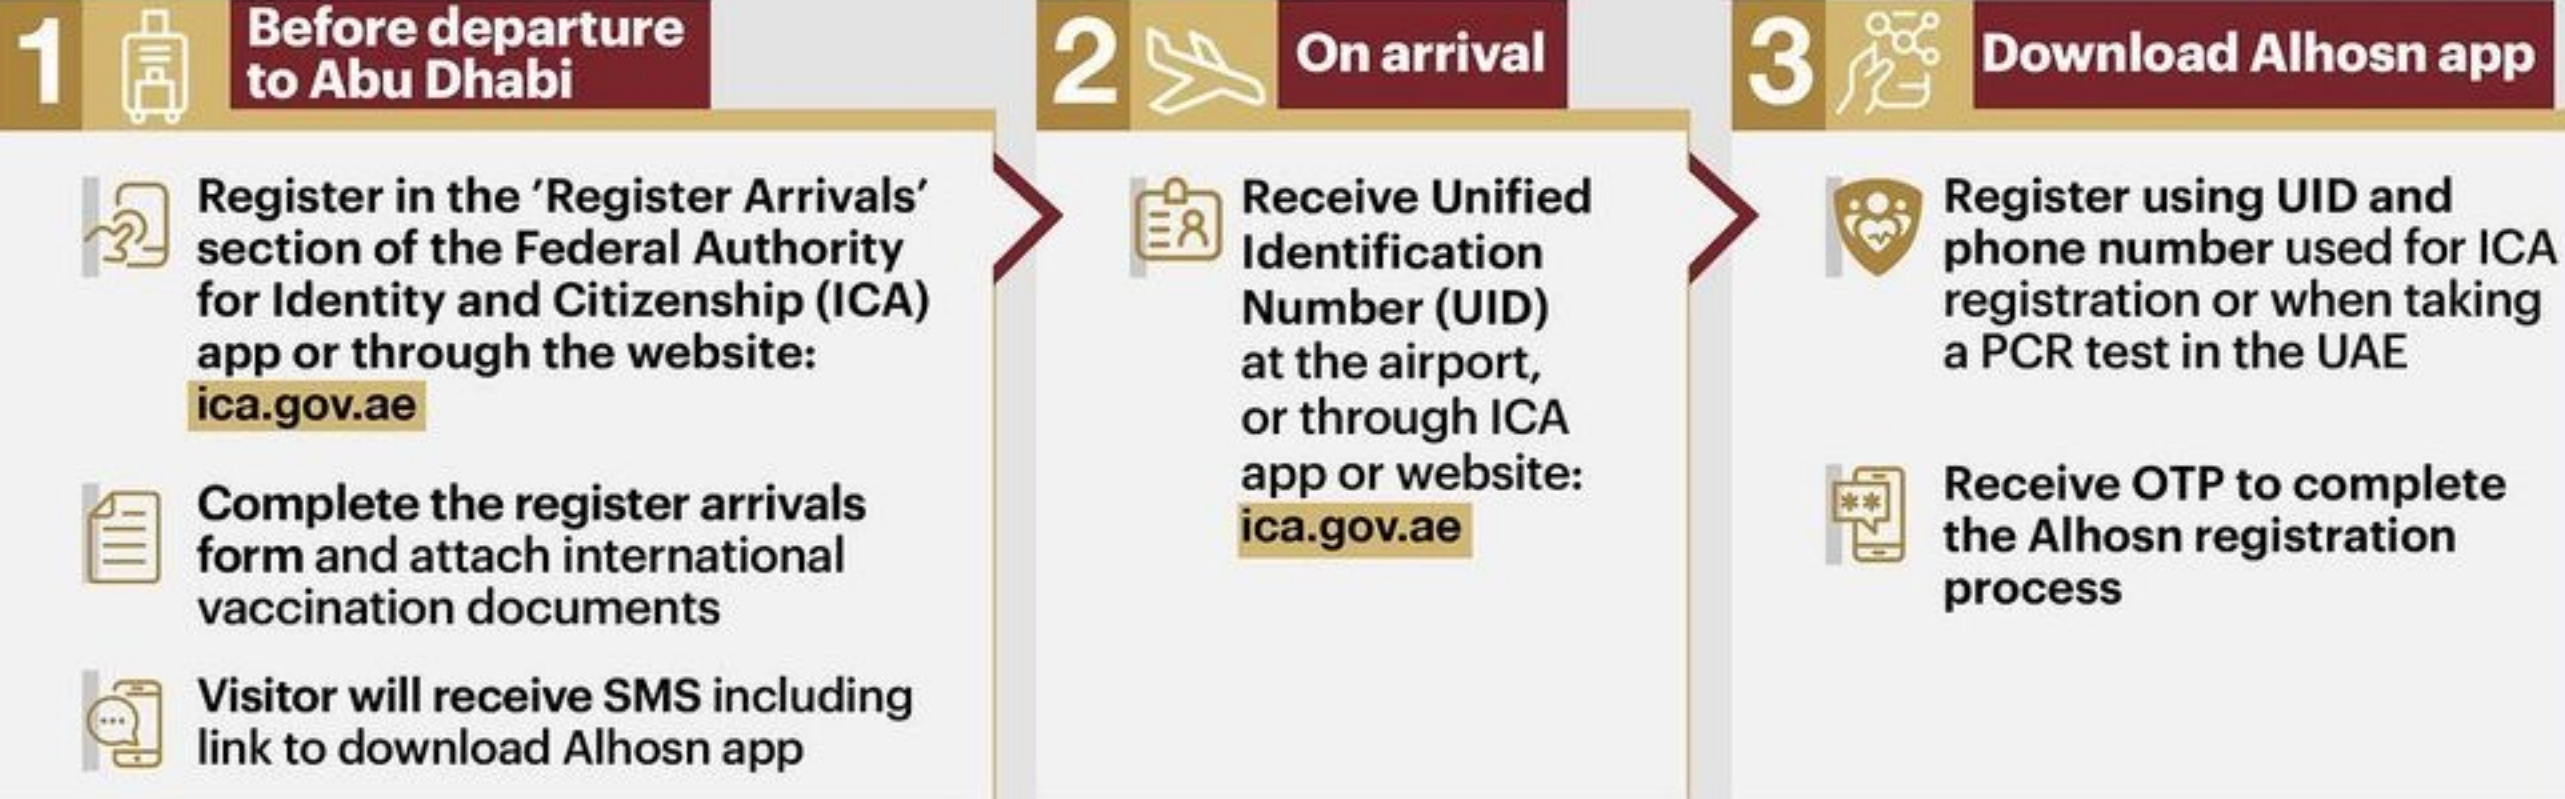 1
Before departure
to Abu Dhabi
Register in the ’Register Arrivals’
section of the Federal Authority
for Identity and Citizenship (ICA)
app or through the website:
ica.gov.ae
Complete the register arrivals
form and attach international
vaccination documents
Visitor will receive SMS including
link to download Alhosn app
2
On arrival
Receive Unified
Identification
Number (UID)
at the airport,
or through ICA
app or website:
ica.gov.ae
3
Download Alhosn app
Register using UID and
phone number used for ICA
registration or when taking
a PCR test in the UAE
**
Receive OTP to complete
the Alhosn registration
process